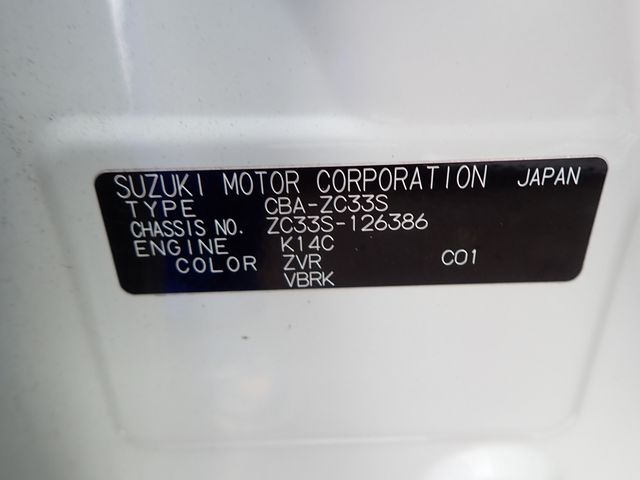 SUZUKI MOTOR CORPORATION JAPAN
TYPE CBA-ZC33S
CHASSIS NO. ZC33S-126386
ENGINE K14C
COLOR ZVR C01
VBRK